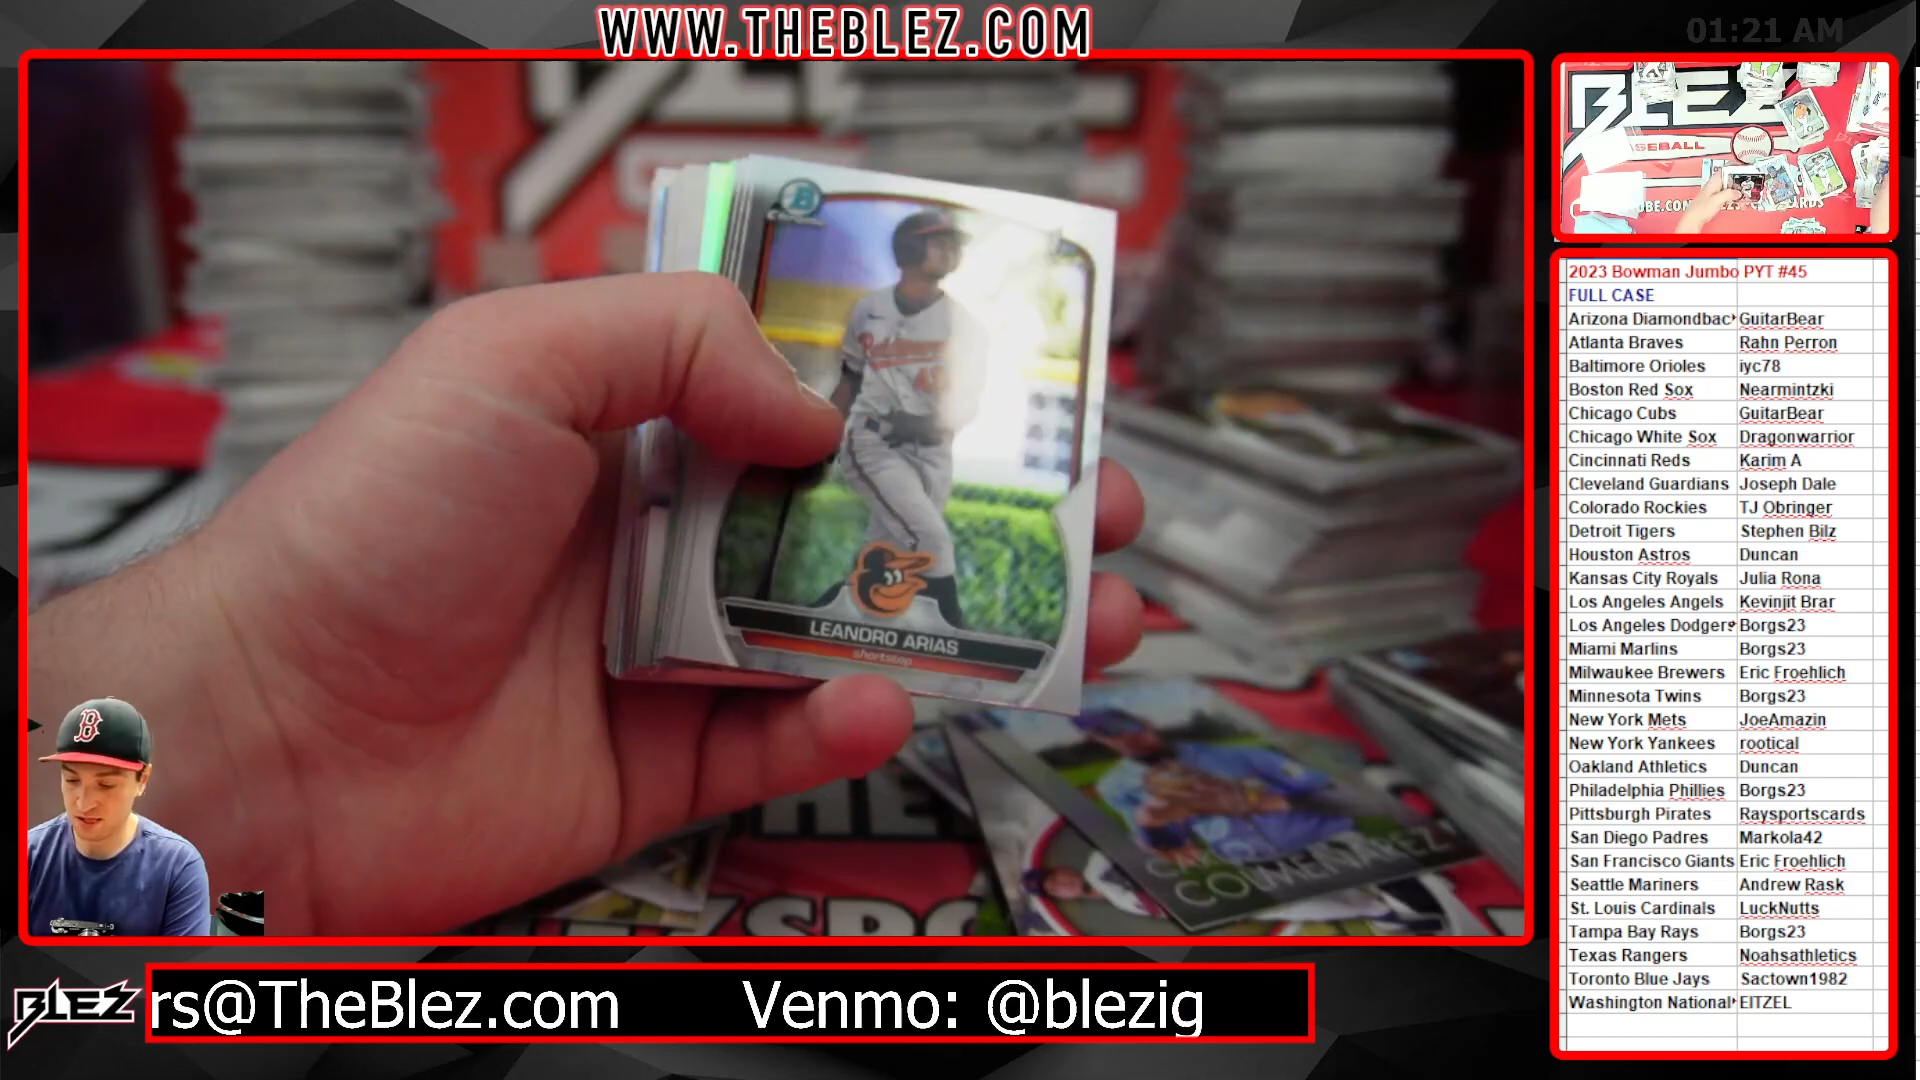 WWW.THEBLEZ.COM
01:21 AM
BLEZ
SEBALL
B
LEANDRO ARIAS
shortstop
COLMENAREZ
B
2023 Bowman Jumbo PYT #45
FULL CASE
Arizona Diamondbac GuitarBear
Atlanta Braves Rahn Perron
Baltimore Orioles iyc78
Boston Red Sox Nearmintzki
Chicago Cubs GuitarBear
Chicago White Sox Dragonwarrior
Cincinnati Reds Karim A
Cleveland Guardians Joseph Dale
Colorado Rockies TJ Obringer
Detroit Tigers Stephen Bilz
Houston Astros Duncan
Kansas City Royals Julia Rona
Los Angeles Angels Kevinjit Brar
Los Angeles Dodgers Borgs23
Miami Marlins Borgs23
Milwaukee Brewers Eric Froehlich
Minnesota Twins Borgs23
New York Mets JoeAmazin
New York Yankees rootical
Oakland Athletics Duncan
Philadelphia Phillies Borgs23
Pittsburgh Pirates Raysportscards
San Diego Padres Markola42
San Francisco Giants Eric Froehlich
Seattle Mariners Andrew Rask
St. Louis Cardinals LuckNutts
Tampa Bay Rays Borgs23
Texas Rangers Noahsathletics
Toronto Blue Jays Sactown1982
Washington National EITZEL
BLEZ
rs@TheBlez.com Venmo: @blezig